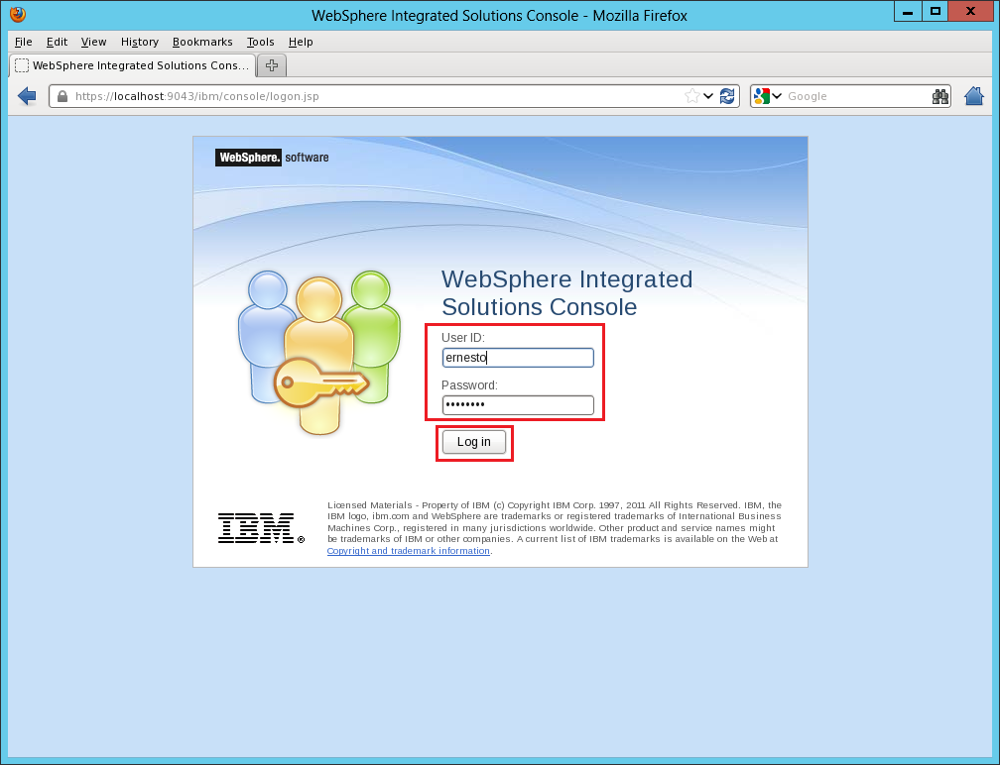 WebSphere Integrated Solutions Console - Mozilla Firefox
File Edit View History Bookmarks Tools Help
WebSphere Integrated Solutions Cons...
https://localhost:9043/ibm/console/logon.jsp
Google
WebSphere. software
WebSphere Integrated
Solutions Console
User ID:
ernesto
Password:
••••••••
Log in
IBM®
Licensed Materials - Property of IBM (c) Copyright IBM Corp. 1997, 2011 All Rights Reserved. IBM, the
IBM logo, ibm.com and WebSphere are trademarks or registered trademarks of International Business
Machines Corp., registered in many jurisdictions worldwide. Other product and service names might
be trademarks of IBM or other companies. A current list of IBM trademarks is available on the Web at
Copyright and trademark information.